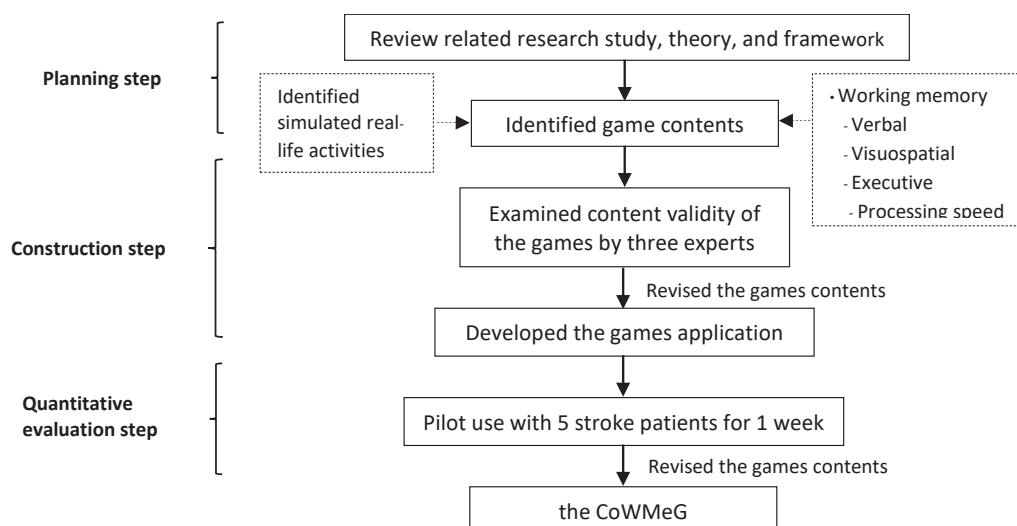 Review related research study, theory, and framework
Planning step
Identified
simulated real-
life activities
Identified game contents
· Working memory
- Verbal
- Visuospatial
- Executive
- Processing speed
Construction step
Examined content validity of
the games by three experts
Revised the games contents
Developed the games application
Quantitative
evaluation step
Pilot use with 5 stroke patients for 1 week
Revised the games contents
the CoWMeG